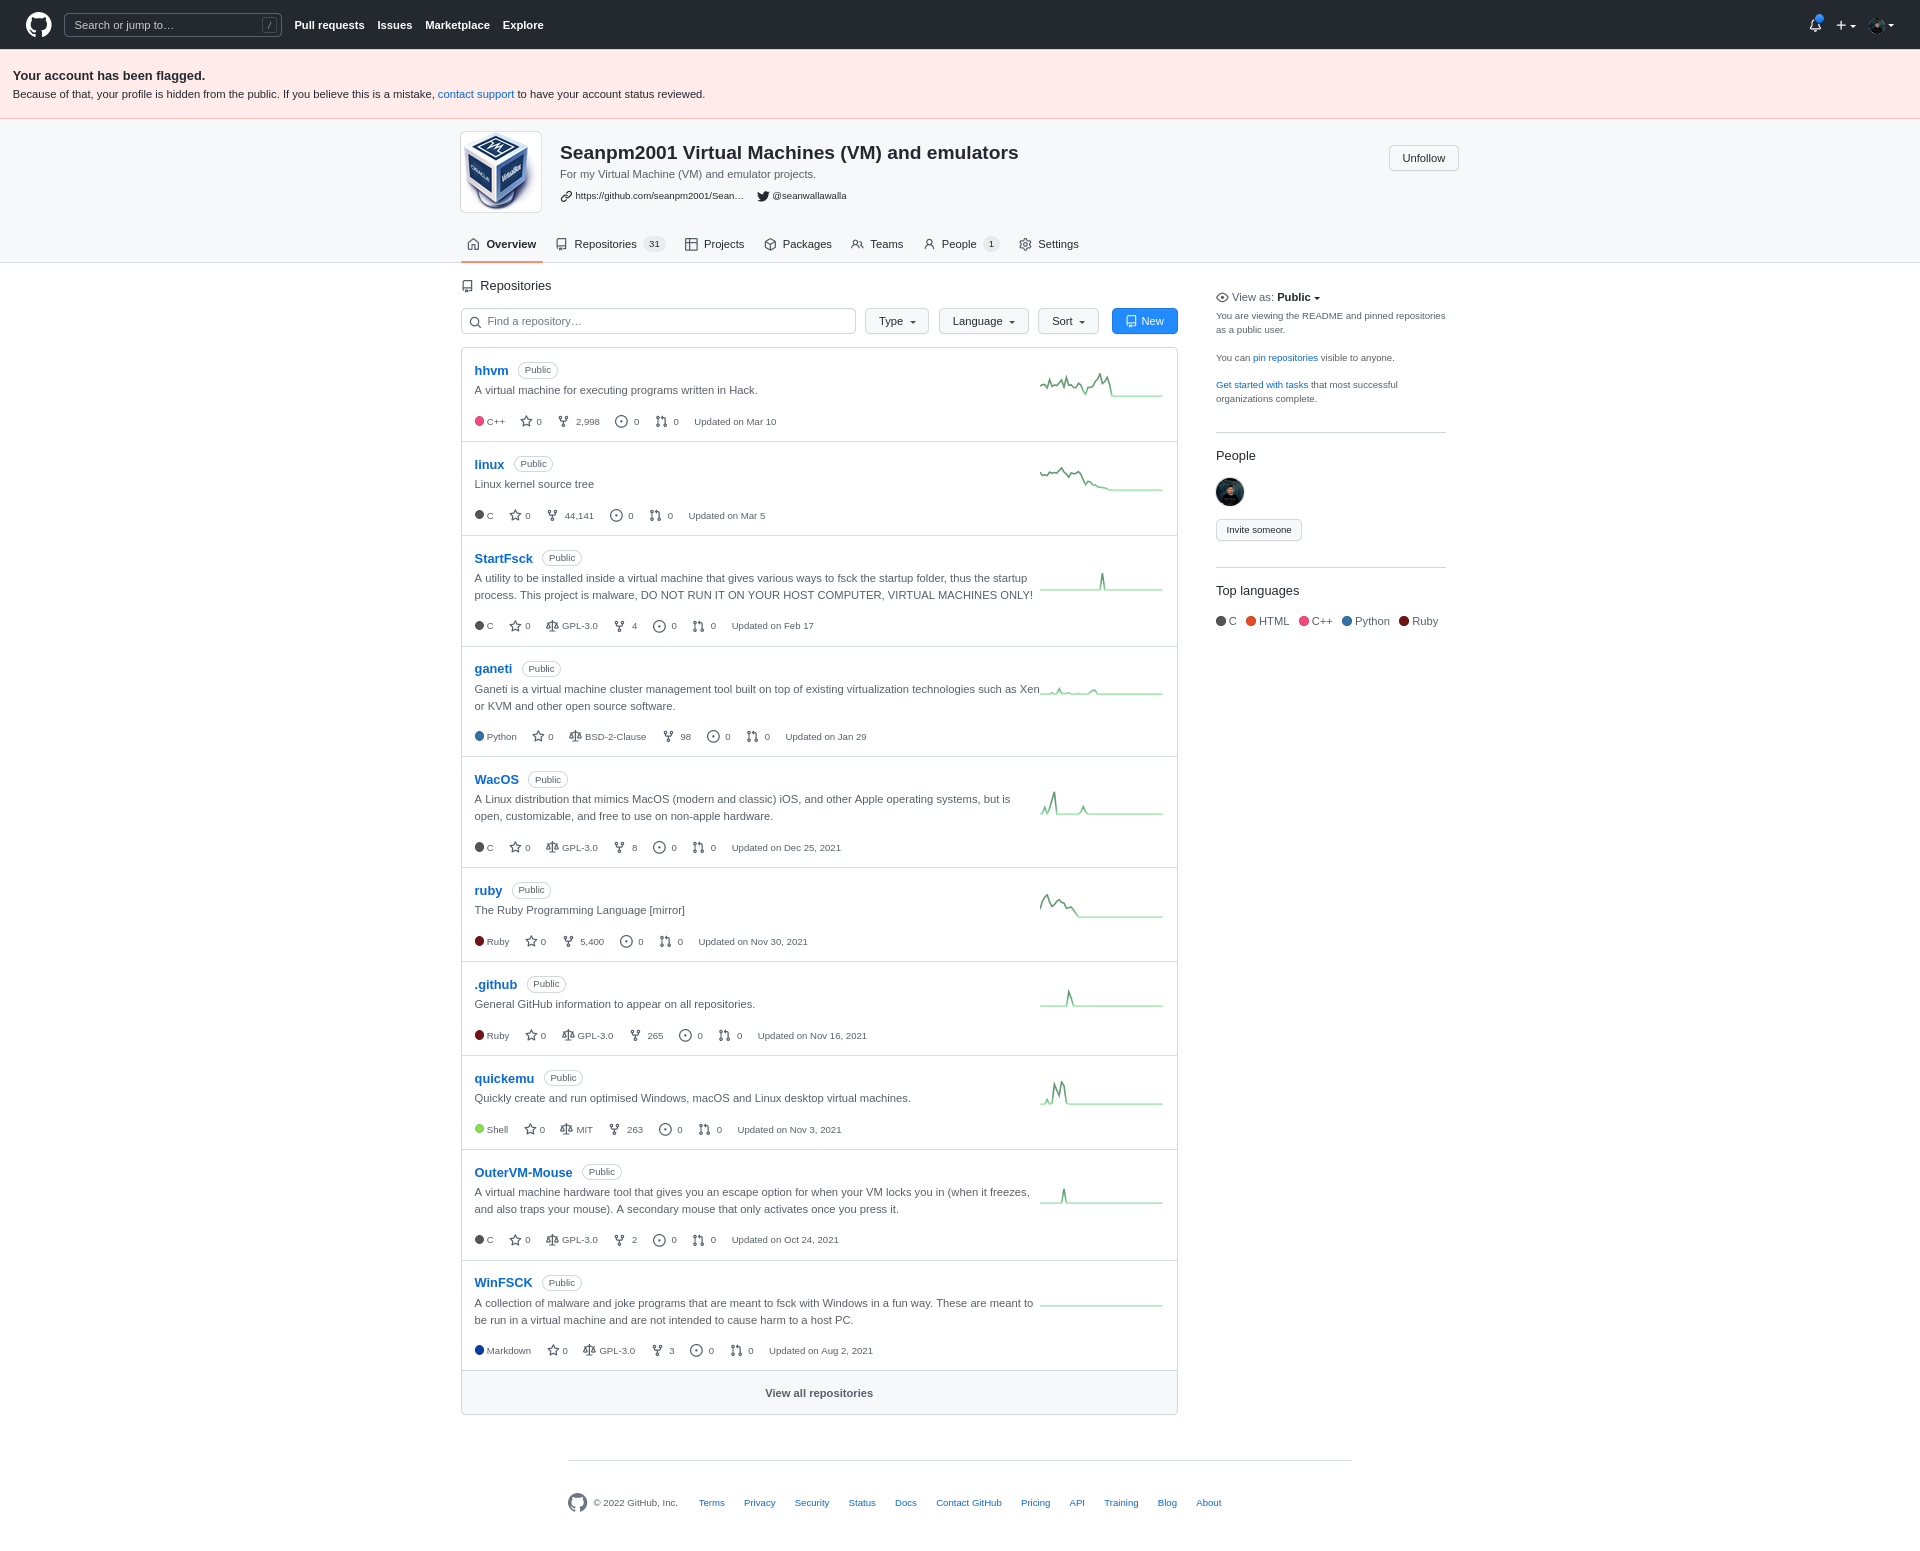 Search or jump to… /
Pull requests Issues Marketplace Explore
Your account has been flagged.
Because of that, your profile is hidden from the public. If you believe this is a mistake, contact support to have your account status reviewed.
Seanpm2001 Virtual Machines (VM) and emulators
For my Virtual Machine (VM) and emulator projects.
https://github.com/seanpm2001/Sean… @seanwallawalla
Unfollow
Overview Repositories 31 Projects Packages Teams People 1 Settings
Repositories
Find a repository… Type Language Sort New
hhvm Public
A virtual machine for executing programs written in Hack.
C++ 0 2,998 0 0 Updated on Mar 10
linux Public
Linux kernel source tree
C 0 44,141 0 0 Updated on Mar 5
StartFsck Public
A utility to be installed inside a virtual machine that gives various ways to fsck the startup folder, thus the startup
process. This project is malware, DO NOT RUN IT ON YOUR HOST COMPUTER, VIRTUAL MACHINES ONLY!
C 0 GPL-3.0 4 0 0 Updated on Feb 17
ganeti Public
Ganeti is a virtual machine cluster management tool built on top of existing virtualization technologies such as Xen
or KVM and other open source software.
Python 0 BSD-2-Clause 98 0 0 Updated on Jan 29
WacOS Public
A Linux distribution that mimics MacOS (modern and classic) iOS, and other Apple operating systems, but is
open, customizable, and free to use on non-apple hardware.
C 0 GPL-3.0 8 0 0 Updated on Dec 25, 2021
ruby Public
The Ruby Programming Language [mirror]
Ruby 0 5,400 0 0 Updated on Nov 30, 2021
.github Public
General GitHub information to appear on all repositories.
Ruby 0 GPL-3.0 265 0 0 Updated on Nov 16, 2021
quickemu Public
Quickly create and run optimised Windows, macOS and Linux desktop virtual machines.
Shell 0 MIT 263 0 0 Updated on Nov 3, 2021
OuterVM-Mouse Public
A virtual machine hardware tool that gives you an escape option for when your VM locks you in (when it freezes,
and also traps your mouse). A secondary mouse that only activates once you press it.
C 0 GPL-3.0 2 0 0 Updated on Oct 24, 2021
WinFSCK Public
A collection of malware and joke programs that are meant to fsck with Windows in a fun way. These are meant to
be run in a virtual machine and are not intended to cause harm to a host PC.
Markdown 0 GPL-3.0 3 0 0 Updated on Aug 2, 2021
View all repositories
View as: Public
You are viewing the README and pinned repositories
as a public user.
You can pin repositories visible to anyone.
Get started with tasks that most successful
organizations complete.
People
Invite someone
Top languages
C HTML C++ Python Ruby
© 2022 GitHub, Inc. Terms Privacy Security Status Docs Contact GitHub Pricing API Training Blog About